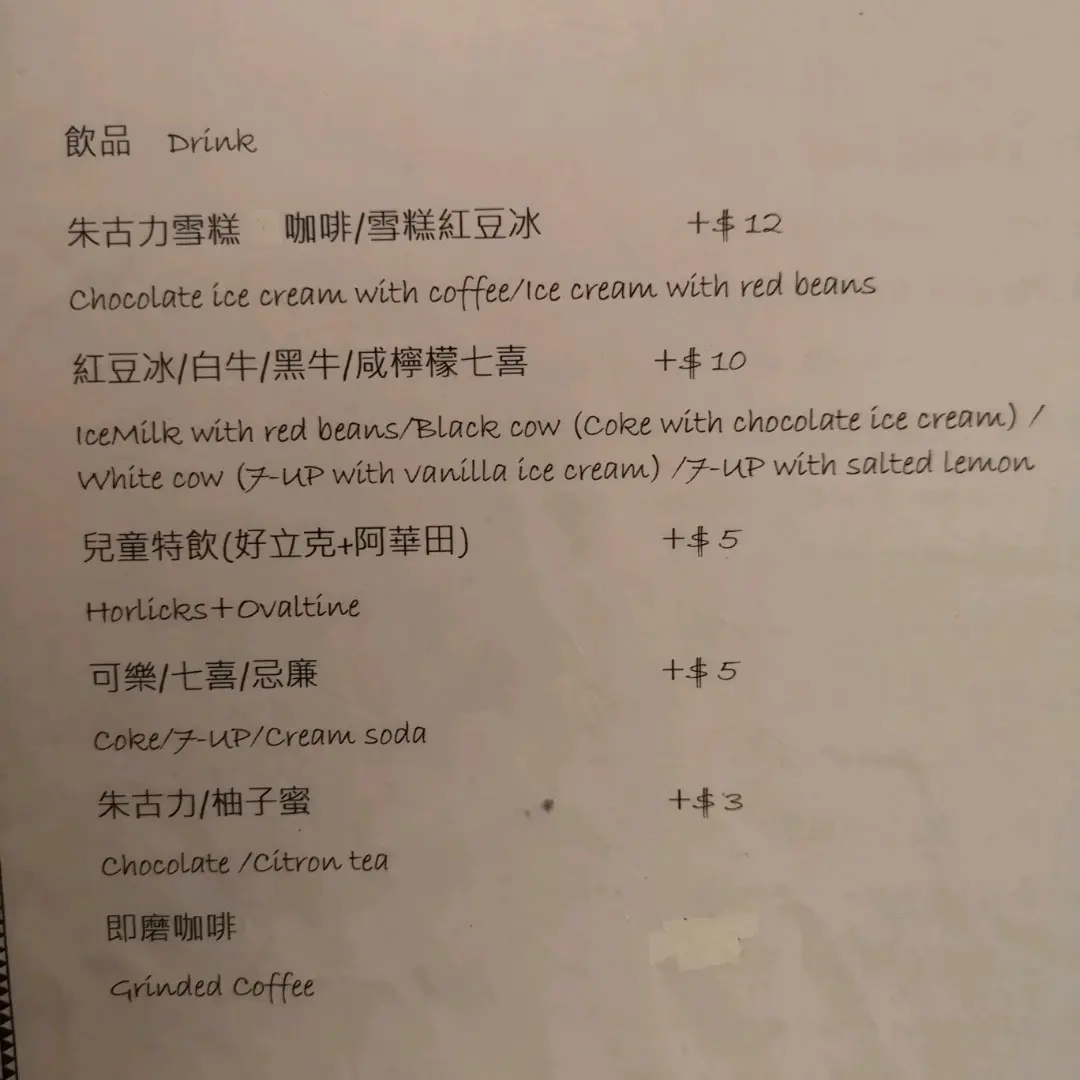 飲品 Drink
朱古力雪糕 咖啡/雪糕紅豆冰 +$12
Chocolate ice cream with coffee/Ice cream with red beans
紅豆冰/白牛/黑牛/咸檸檬七喜 +$10
IceMilk with red beans/Black cow (Coke with chocolate ice cream) /
White cow (7-UP with vanilla ice cream) /7-UP with salted lemon
兒童特飲(好立克+阿華田) +$5
Horlicks+Ovaltine
可樂/七喜/忌廉 +$5
Coke/7-UP/Cream soda
朱古力/柚子蜜 +$3
Chocolate /Citron tea
即磨咖啡
Grinded Coffee